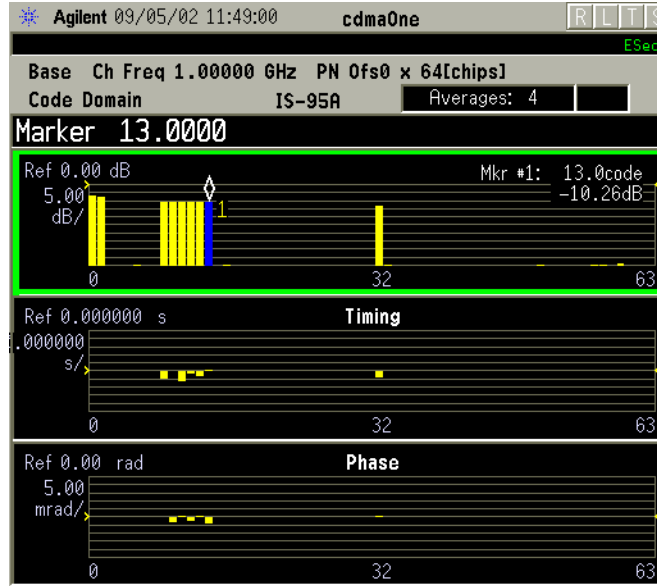 Agilent 09/05/02 11:49:00 cdmaOne R L T S
ESec
Base Ch Freq 1.00000 GHz PN Ofs0 x 64[chips]
Code Domain IS-95A Averages: 4
Marker 13.0000
Ref 0.00 dB Mkr #1: 13.0code
5.00 -10.26dB
dB/ 1
0 32 63
Ref 0.000000 s Timing
.000000
s/
0 32 63
Ref 0.00 rad Phase
5.00
mrad/
0 32 63